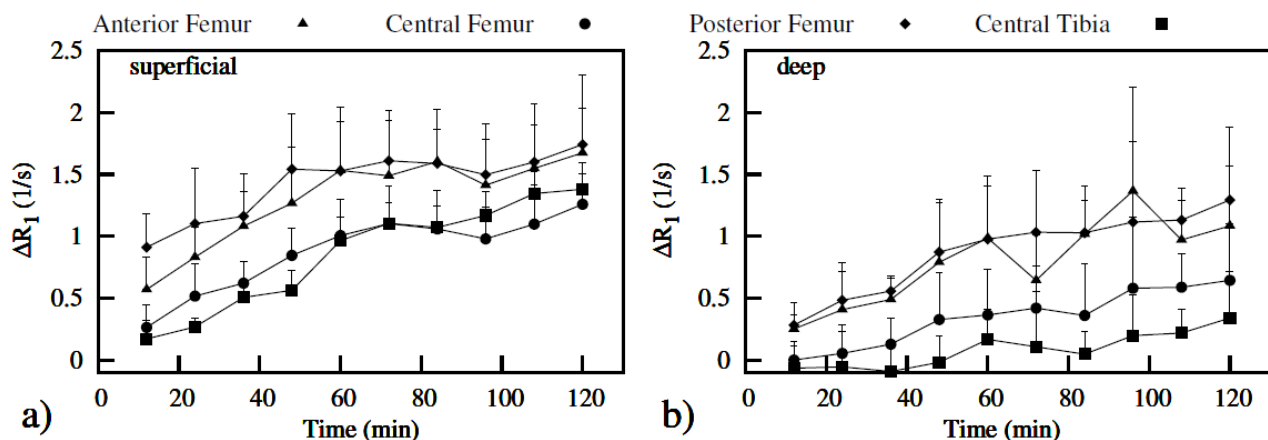 Anterior Femur Central Femur Posterior Femur Central Tibia
superficial
2.5
2
1.5
1
0.5
0
ΔR1 (1/s)
0 20 40 60 80 100 120
Time (min)
a)
deep
2.5
2
1.5
1
0.5
0
ΔR1 (1/s)
0 20 40 60 80 100 120
Time (min)
b)